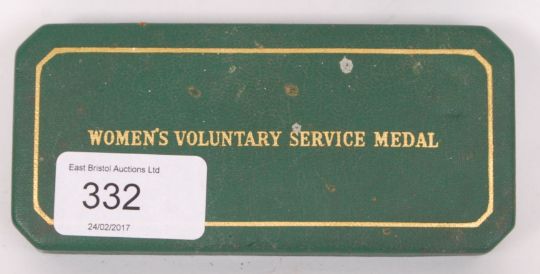 WOMEN'S VOLUNTARY SERVICE MEDAL
East Bristol Auctions Ltd
332
24/02/2017